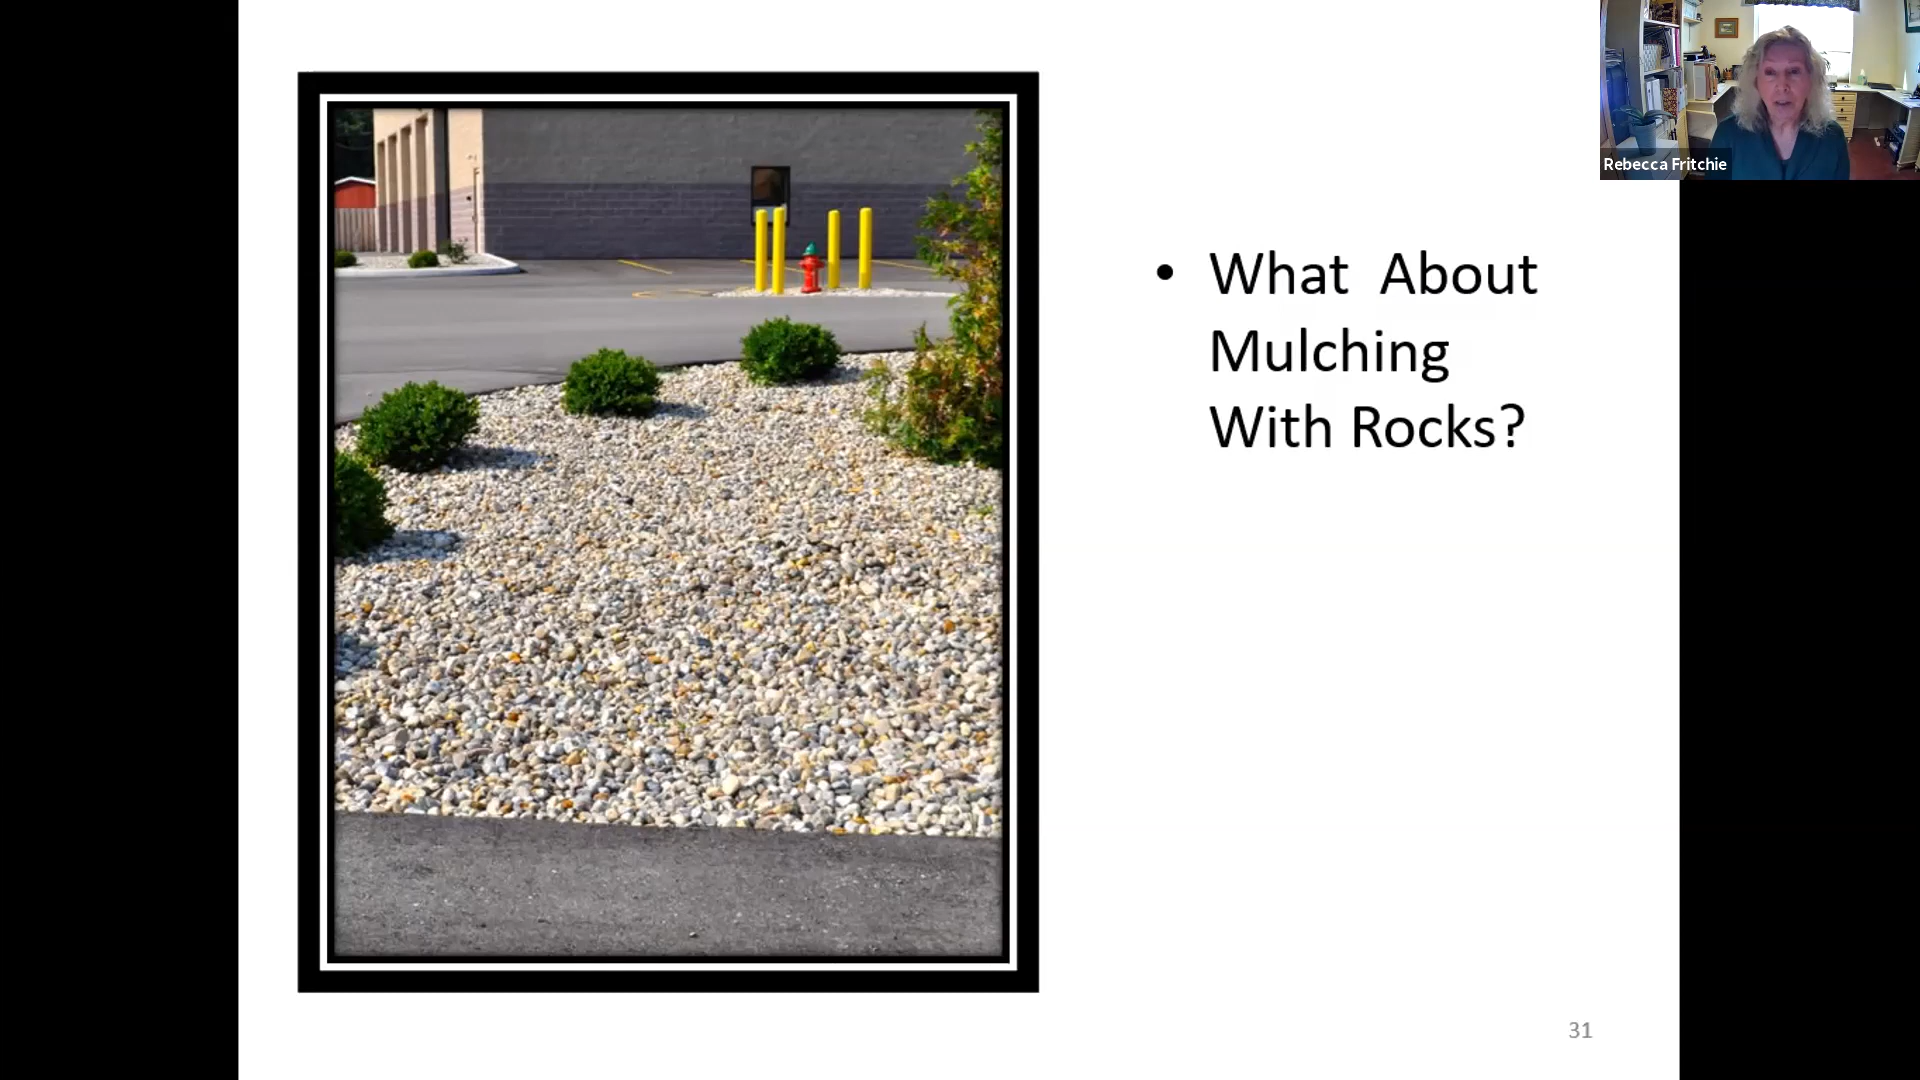 Rebecca Fritchie
• What About
Mulching
With Rocks?
31